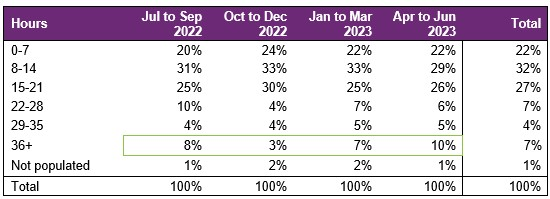 Hours Jul to Sep 2022 Oct to Dec 2022 Jan to Mar 2023 Apr to Jun 2023 Total
0-7 20% 24% 22% 22% 22%
8-14 31% 33% 33% 29% 32%
15-21 25% 30% 25% 26% 27%
22-28 10% 4% 7% 6% 7%
29-35 4% 4% 5% 5% 4%
36+ 8% 3% 7% 10% 7%
Not populated 1% 2% 2% 1% 1%
Total 100% 100% 100% 100% 100%